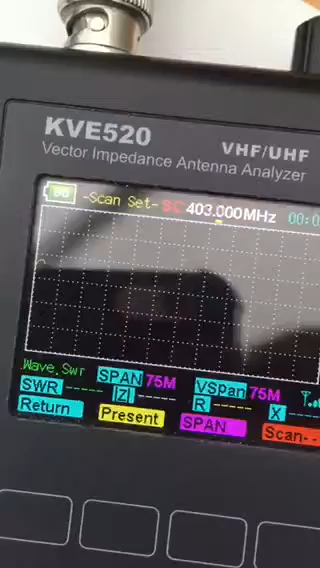 KVE520
VHF/UHF
Vector Impedance Antenna Analyzer
-Scan Set- SC 403.000MHz 00:0
Wave.Swr SPAN 75M VSpan 75M
SWR ----- |Z| ----- R ----- X --
Return Present SPAN Scan--